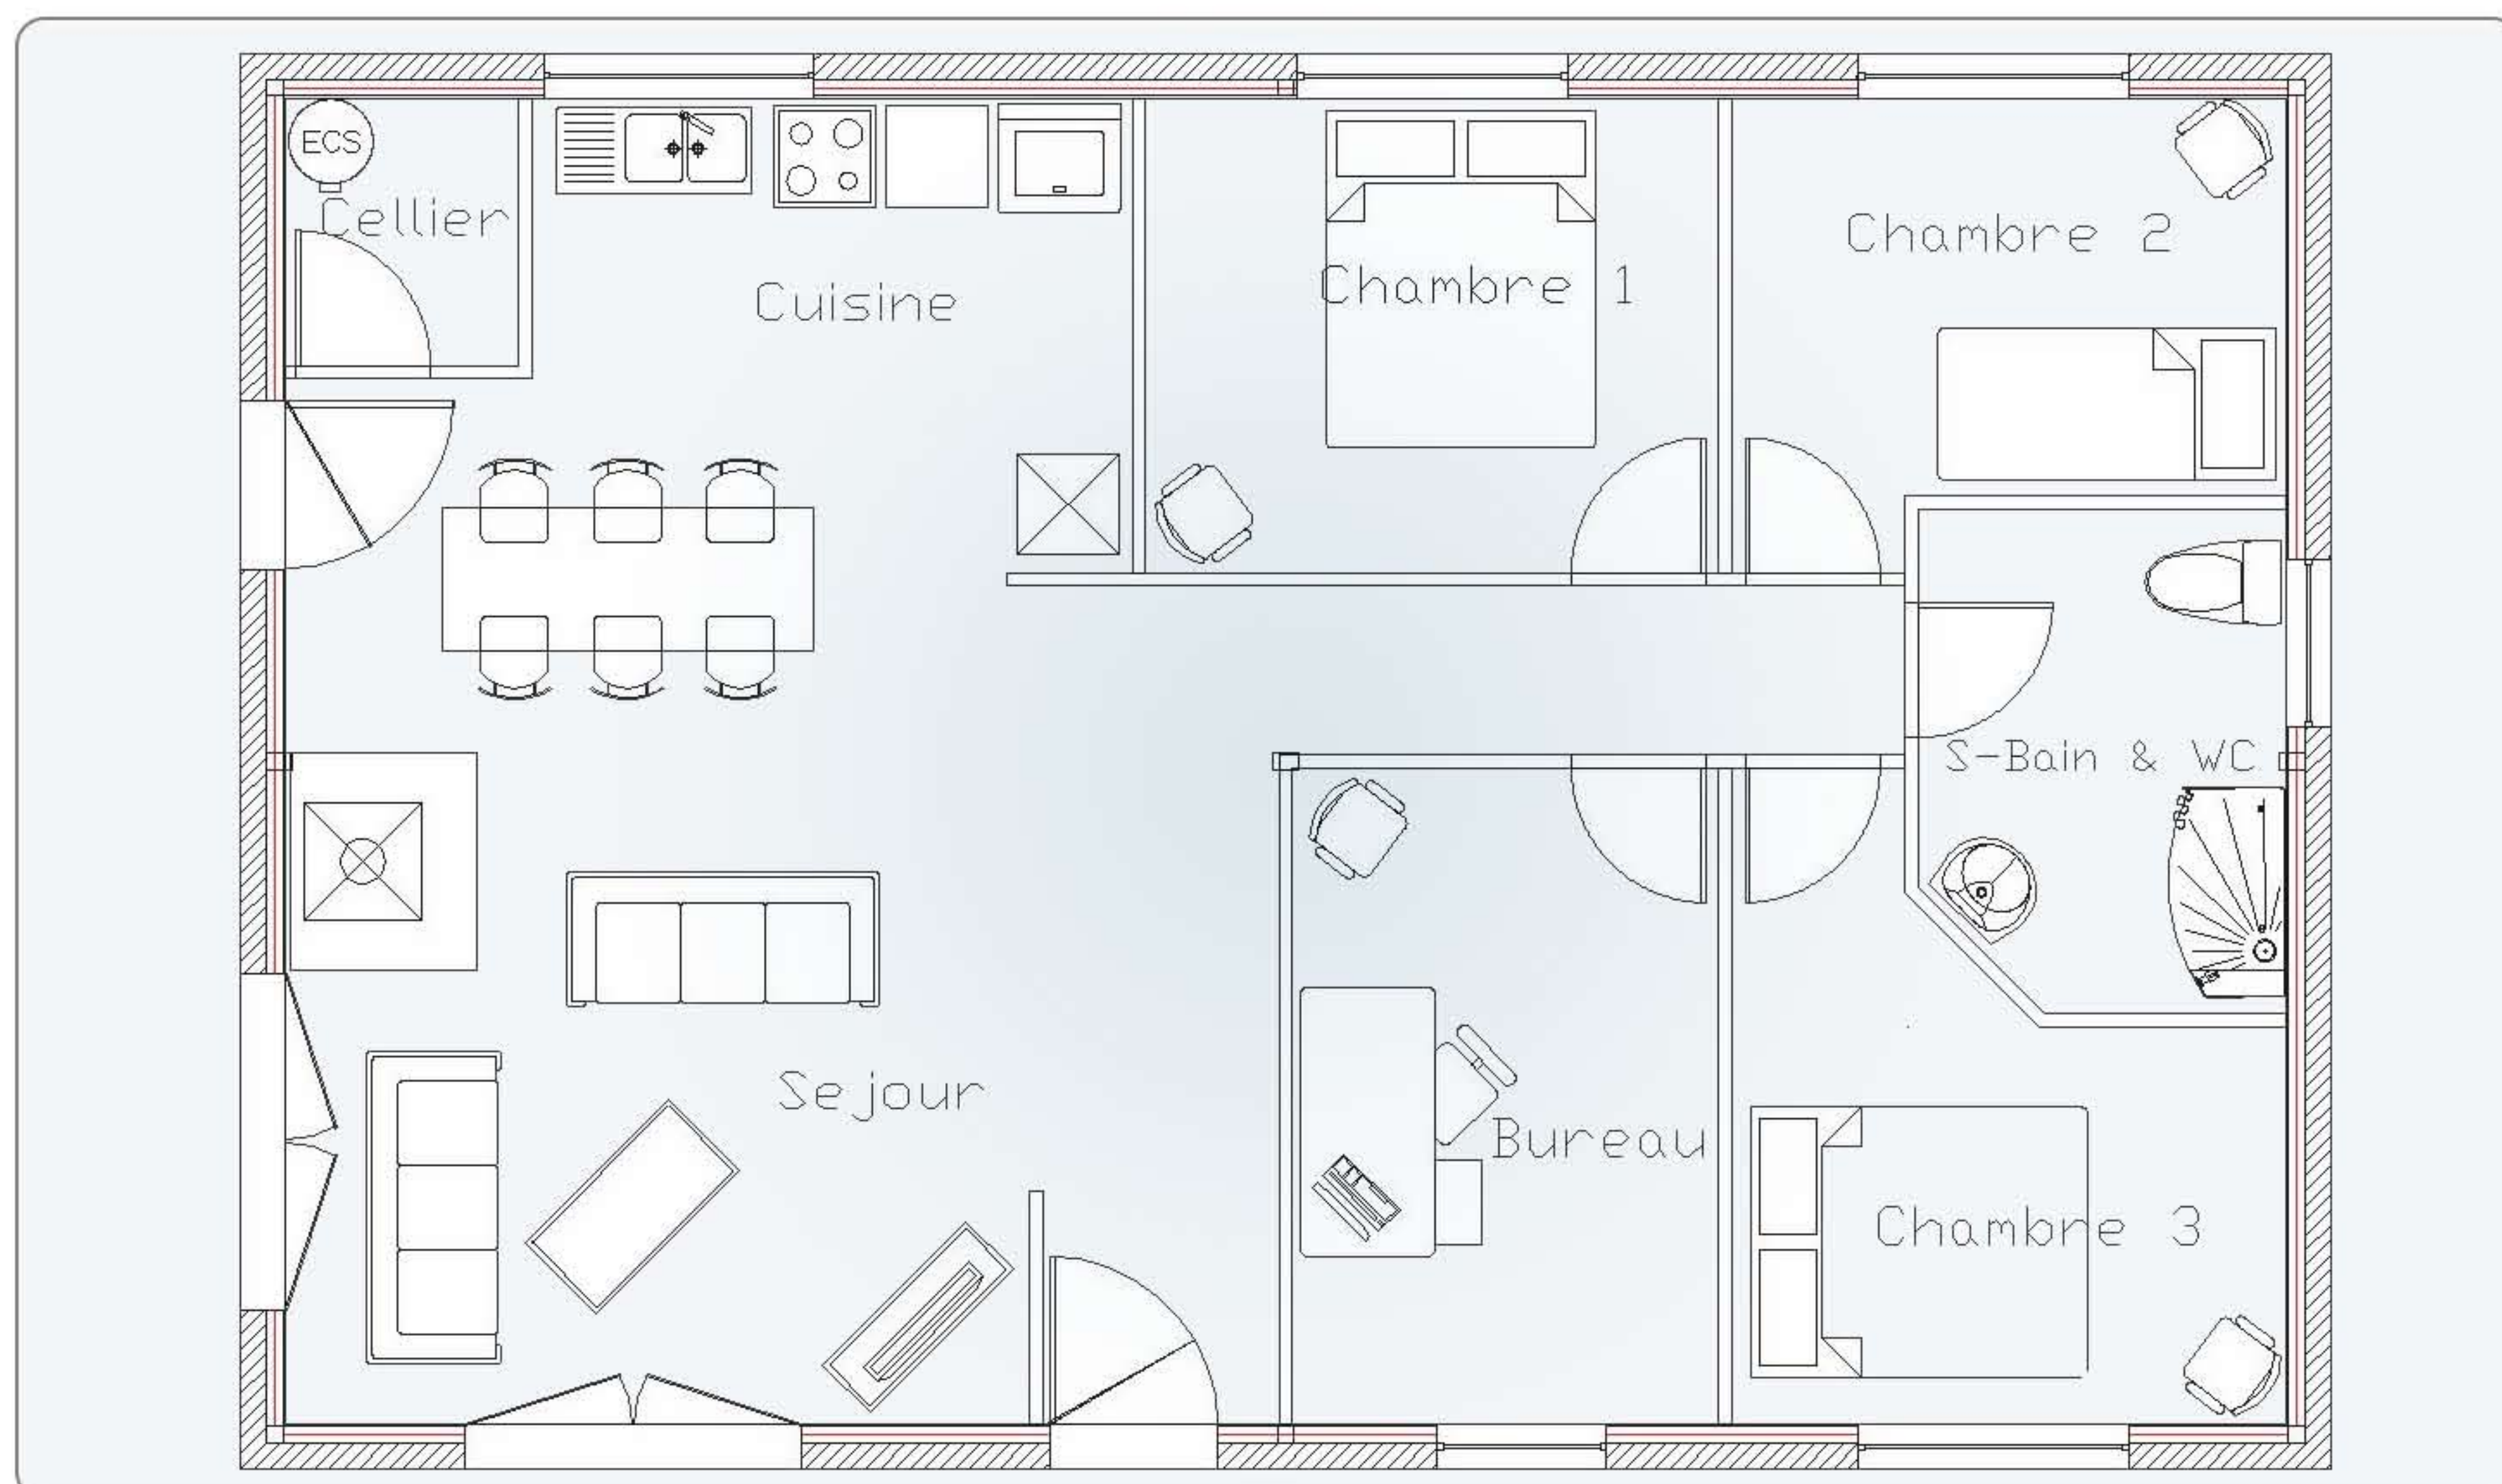 ECS
Cellier
Cuisine
Chambre 1
Chambre 2
S-Bain & WC
Sejour
Bureau
Chambre 3